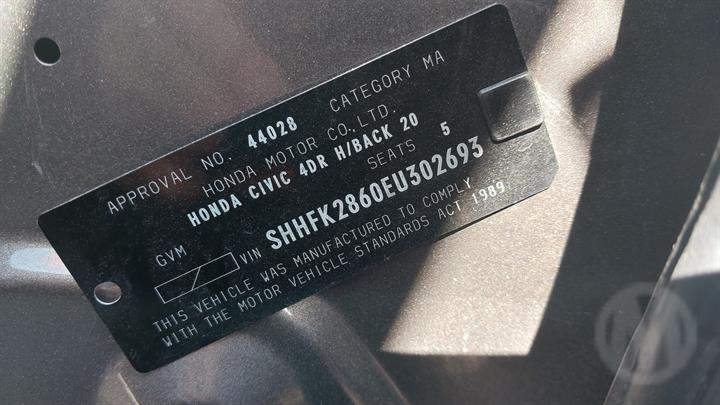 APPROVAL NO. 44028 CATEGORY MA
HONDA MOTOR CO.,LTD.
HONDA CIVIC 4DR H/BACK 20
SEATS 5
GVM VIN SHHFK2860EU302693
THIS VEHICLE WAS MANUFACTURED TO COMPLY
WITH THE MOTOR VEHICLE STANDARDS ACT 1989
M